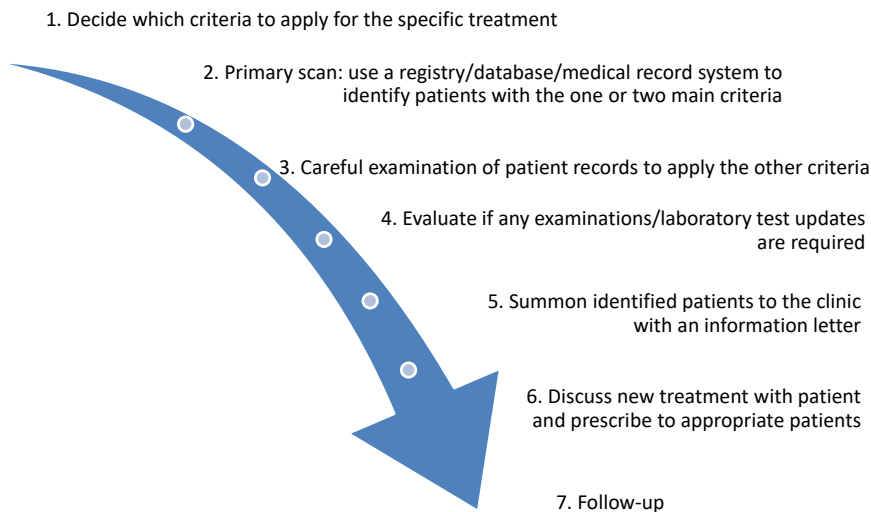 1. Decide which criteria to apply for the specific treatment
2. Primary scan: use a registry/database/medical record system to
identify patients with the one or two main criteria
3. Careful examination of patient records to apply the other criteria
4. Evaluate if any examinations/laboratory test updates
are required
5. Summon identified patients to the clinic
with an information letter
6. Discuss new treatment with patient
and prescribe to appropriate patients
7. Follow-up